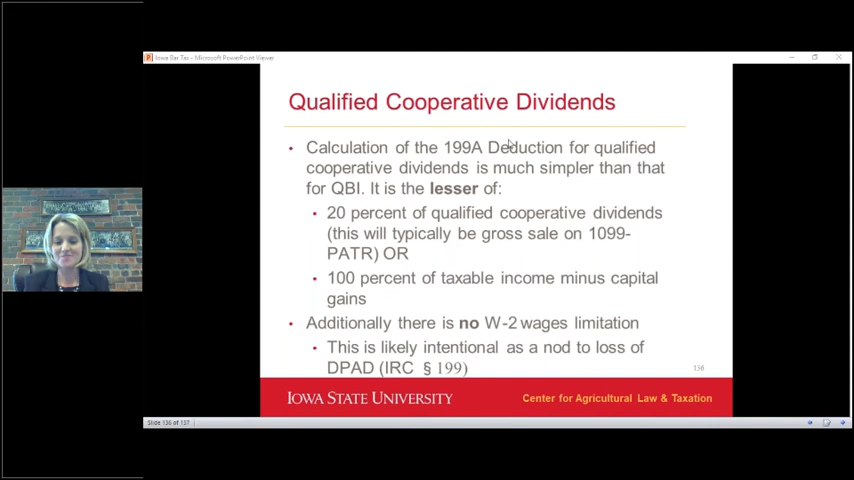 Iowa Bar Tax - Microsoft PowerPoint Viewer
Qualified Cooperative Dividends
• Calculation of the 199A Deduction for qualified
cooperative dividends is much simpler than that
for QBI. It is the lesser of:
• 20 percent of qualified cooperative dividends
(this will typically be gross sale on 1099-
PATR) OR
• 100 percent of taxable income minus capital
gains
• Additionally there is no W-2 wages limitation
• This is likely intentional as a nod to loss of
DPAD (IRC § 199)
IOWA STATE UNIVERSITY
Center for Agricultural Law & Taxation
Slide 136 of 157